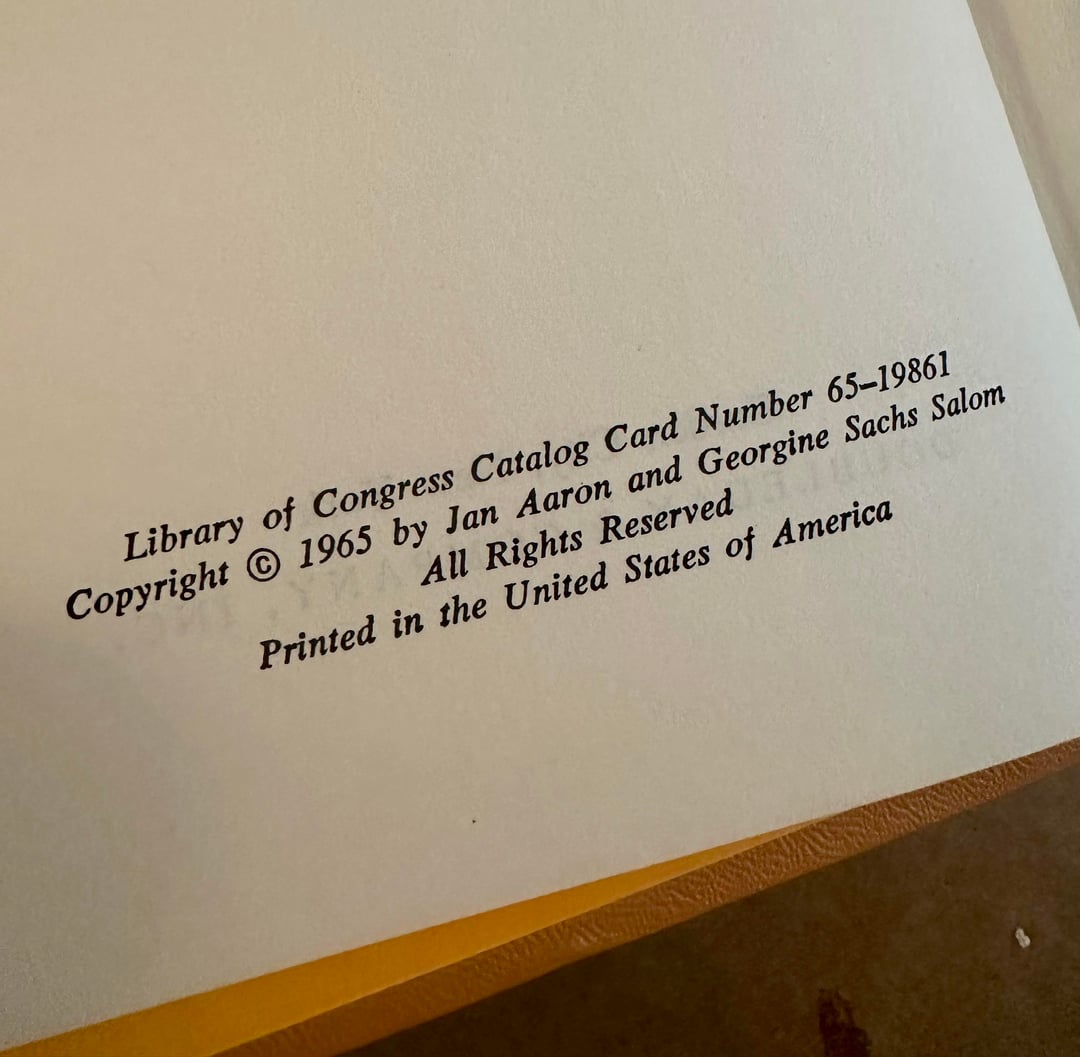 Library of Congress Catalog Card Number 65–19861
Copyright © 1965 by Jan Aaron and Georgine Sachs Salom
All Rights Reserved
Printed in the United States of America